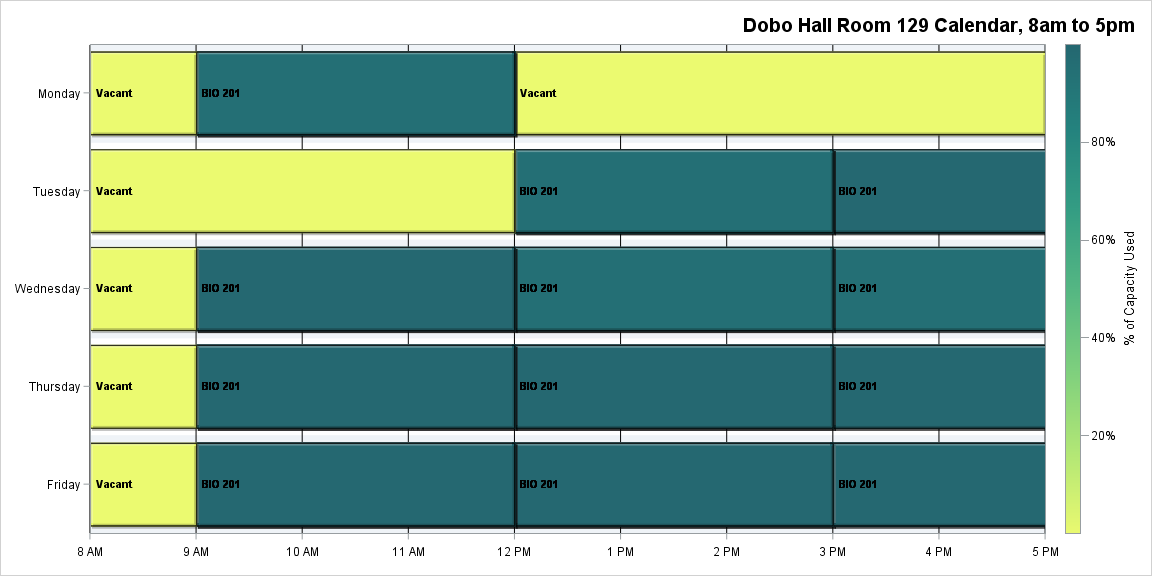 Dobo Hall Room 129 Calendar, 8am to 5pm
Monday Vacant BIO 201 Vacant
80%
Tuesday Vacant BIO 201 BIO 201
60%
% of Capacity Used
Wednesday Vacant BIO 201 BIO 201 BIO 201
40%
Thursday Vacant BIO 201 BIO 201 BIO 201
20%
Friday Vacant BIO 201 BIO 201 BIO 201
8 AM 9 AM 10 AM 11 AM 12 PM 1 PM 2 PM 3 PM 4 PM 5 PM